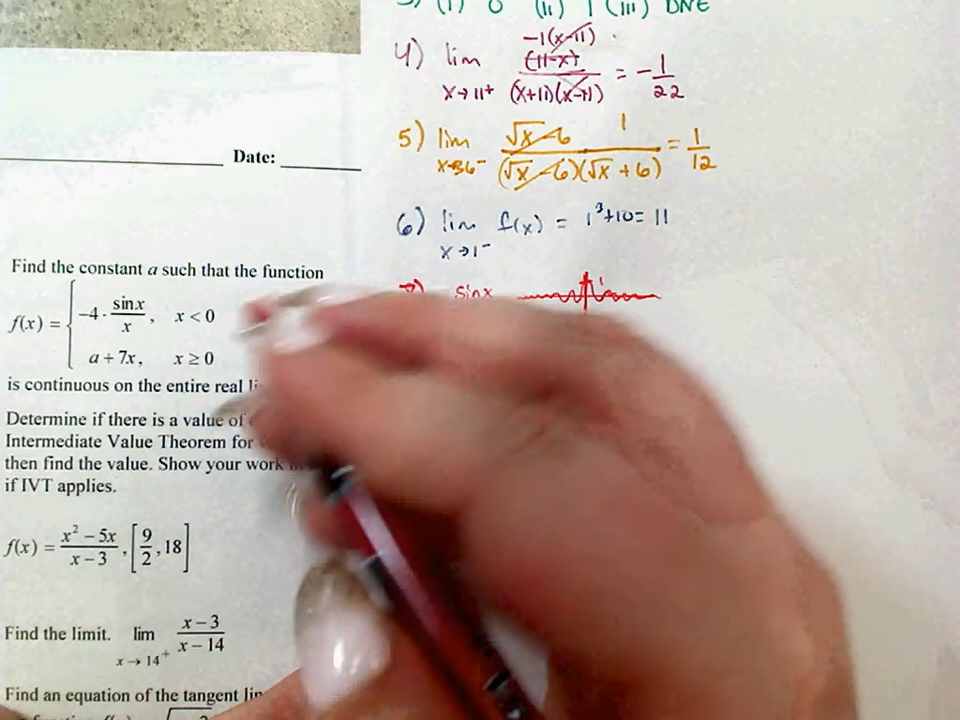 3) (i) 0 (ii) 1 (iii) DNE
4) lim x→11+ -1(x-11) (11-x) / (x+11)(x-11) = -1/22
5) lim x→36⁻ √x-6 1 / (√x-6)(√x+6) = 1/12
Date:
6) lim x→1⁻ f(x) = 1³+10=11
Find the constant a such that the function
7) sinx
f(x) = { -4 · sinx/x, x < 0
a + 7x, x ≥ 0
is continuous on the entire real
Determine if there is a value of
Intermediate Value Theorem for
then find the value. Show your work
if IVT applies.
f(x) = x² - 5x / x - 3 , [9/2, 18]
Find the limit. lim x→14⁺ x-3 / x-14
Find an equation of the tangent